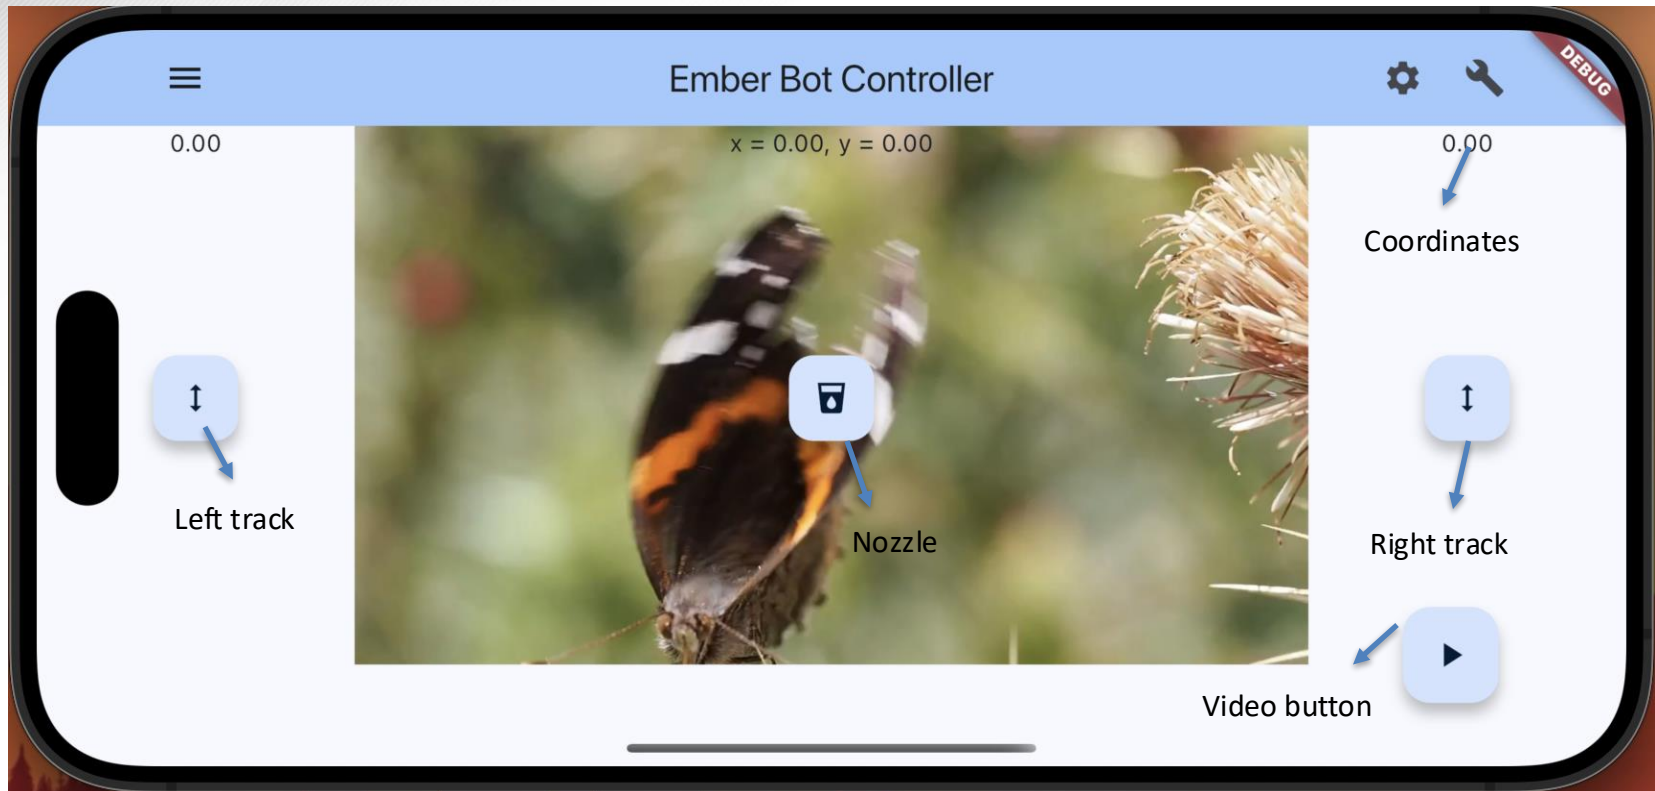 Ember Bot Controller
DEBUG
0.00
x = 0.00, y = 0.00
0.00
Coordinates
Left track
Nozzle
Right track
Video button